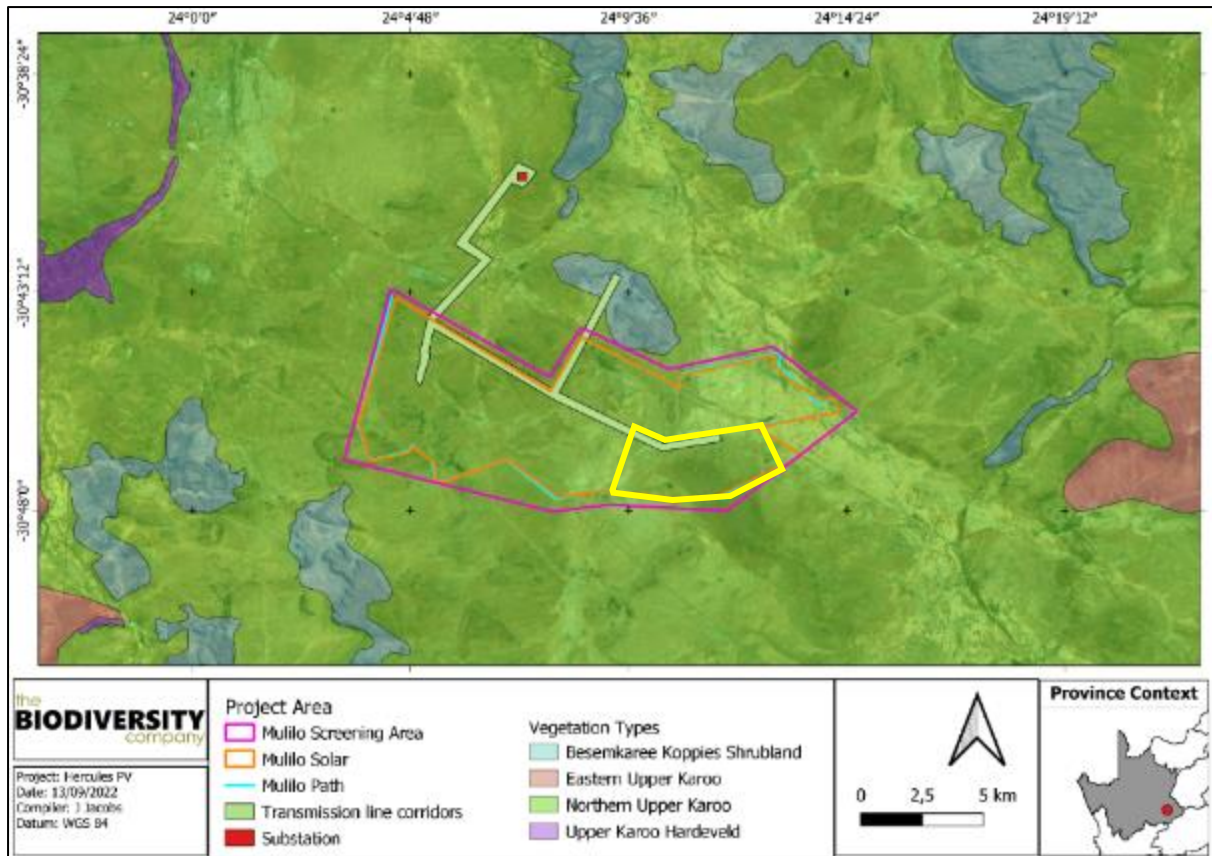 24°0'0" 24°4'48" 24°9'36" 24°14'24" 24°19'12"
-30°38'24"
-30°43'12"
-30°48'0"
the
BIODIVERSITY
company
Project: Hercules PV
Date: 13/09/2022
Compiler: J Jacobs
Datum: WGS 84
Project Area
Mulilo Screening Area
Mulilo Solar
Mulilo Path
Transmission line corridors
Substation
Vegetation Types
Besemkaree Koppies Shrubland
Eastern Upper Karoo
Northern Upper Karoo
Upper Karoo Hardeveld
0 2,5 5 km
Province Context